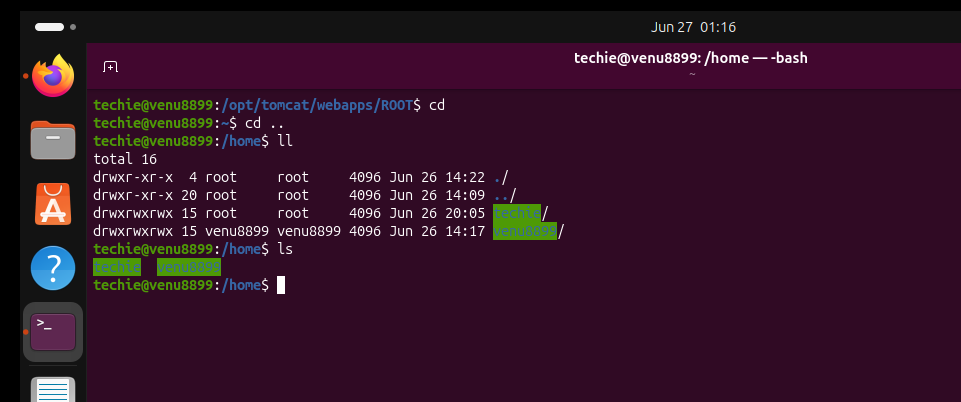 Jun 27 01:16
techie@venu8899: /home — -bash
~
techie@venu8899:/opt/tomcat/webapps/ROOT$ cd
techie@venu8899:~$ cd ..
techie@venu8899:/home$ ll
total 16
drwxr-xr-x  4 root     root     4096 Jun 26 14:22 ./
drwxr-xr-x 20 root     root     4096 Jun 26 14:09 ../
drwxrwxrwx 15 root     root     4096 Jun 26 20:05 techie/
drwxrwxrwx 15 venu8899 venu8899 4096 Jun 26 14:17 venu8899/
techie@venu8899:/home$ ls
techie  venu8899
techie@venu8899:/home$